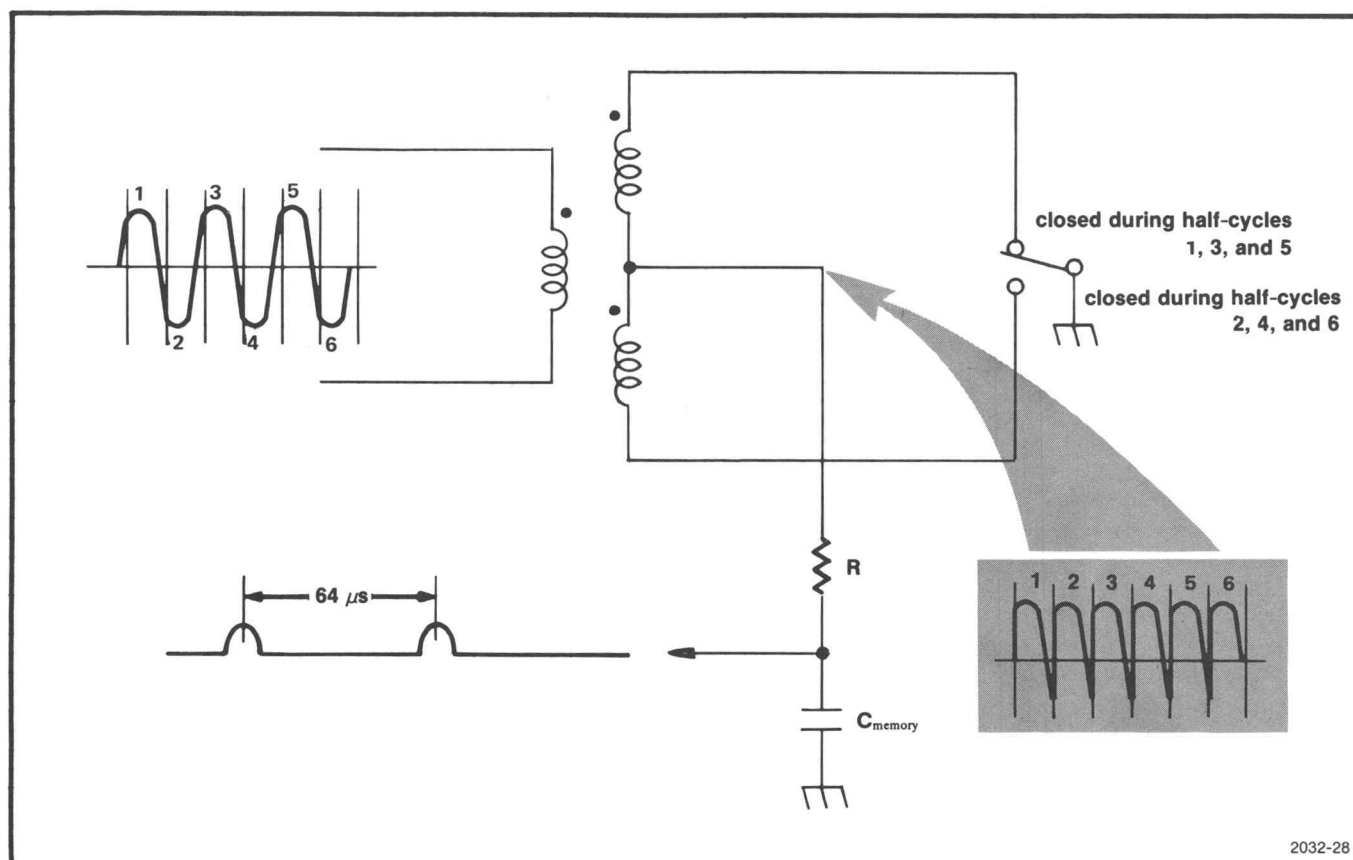 1 3 5
2 4 6
closed during half-cycles
1, 3, and 5
closed during half-cycles
2, 4, and 6
64 μs
R
1 2 3 4 5 6
Cmemory
2032-28